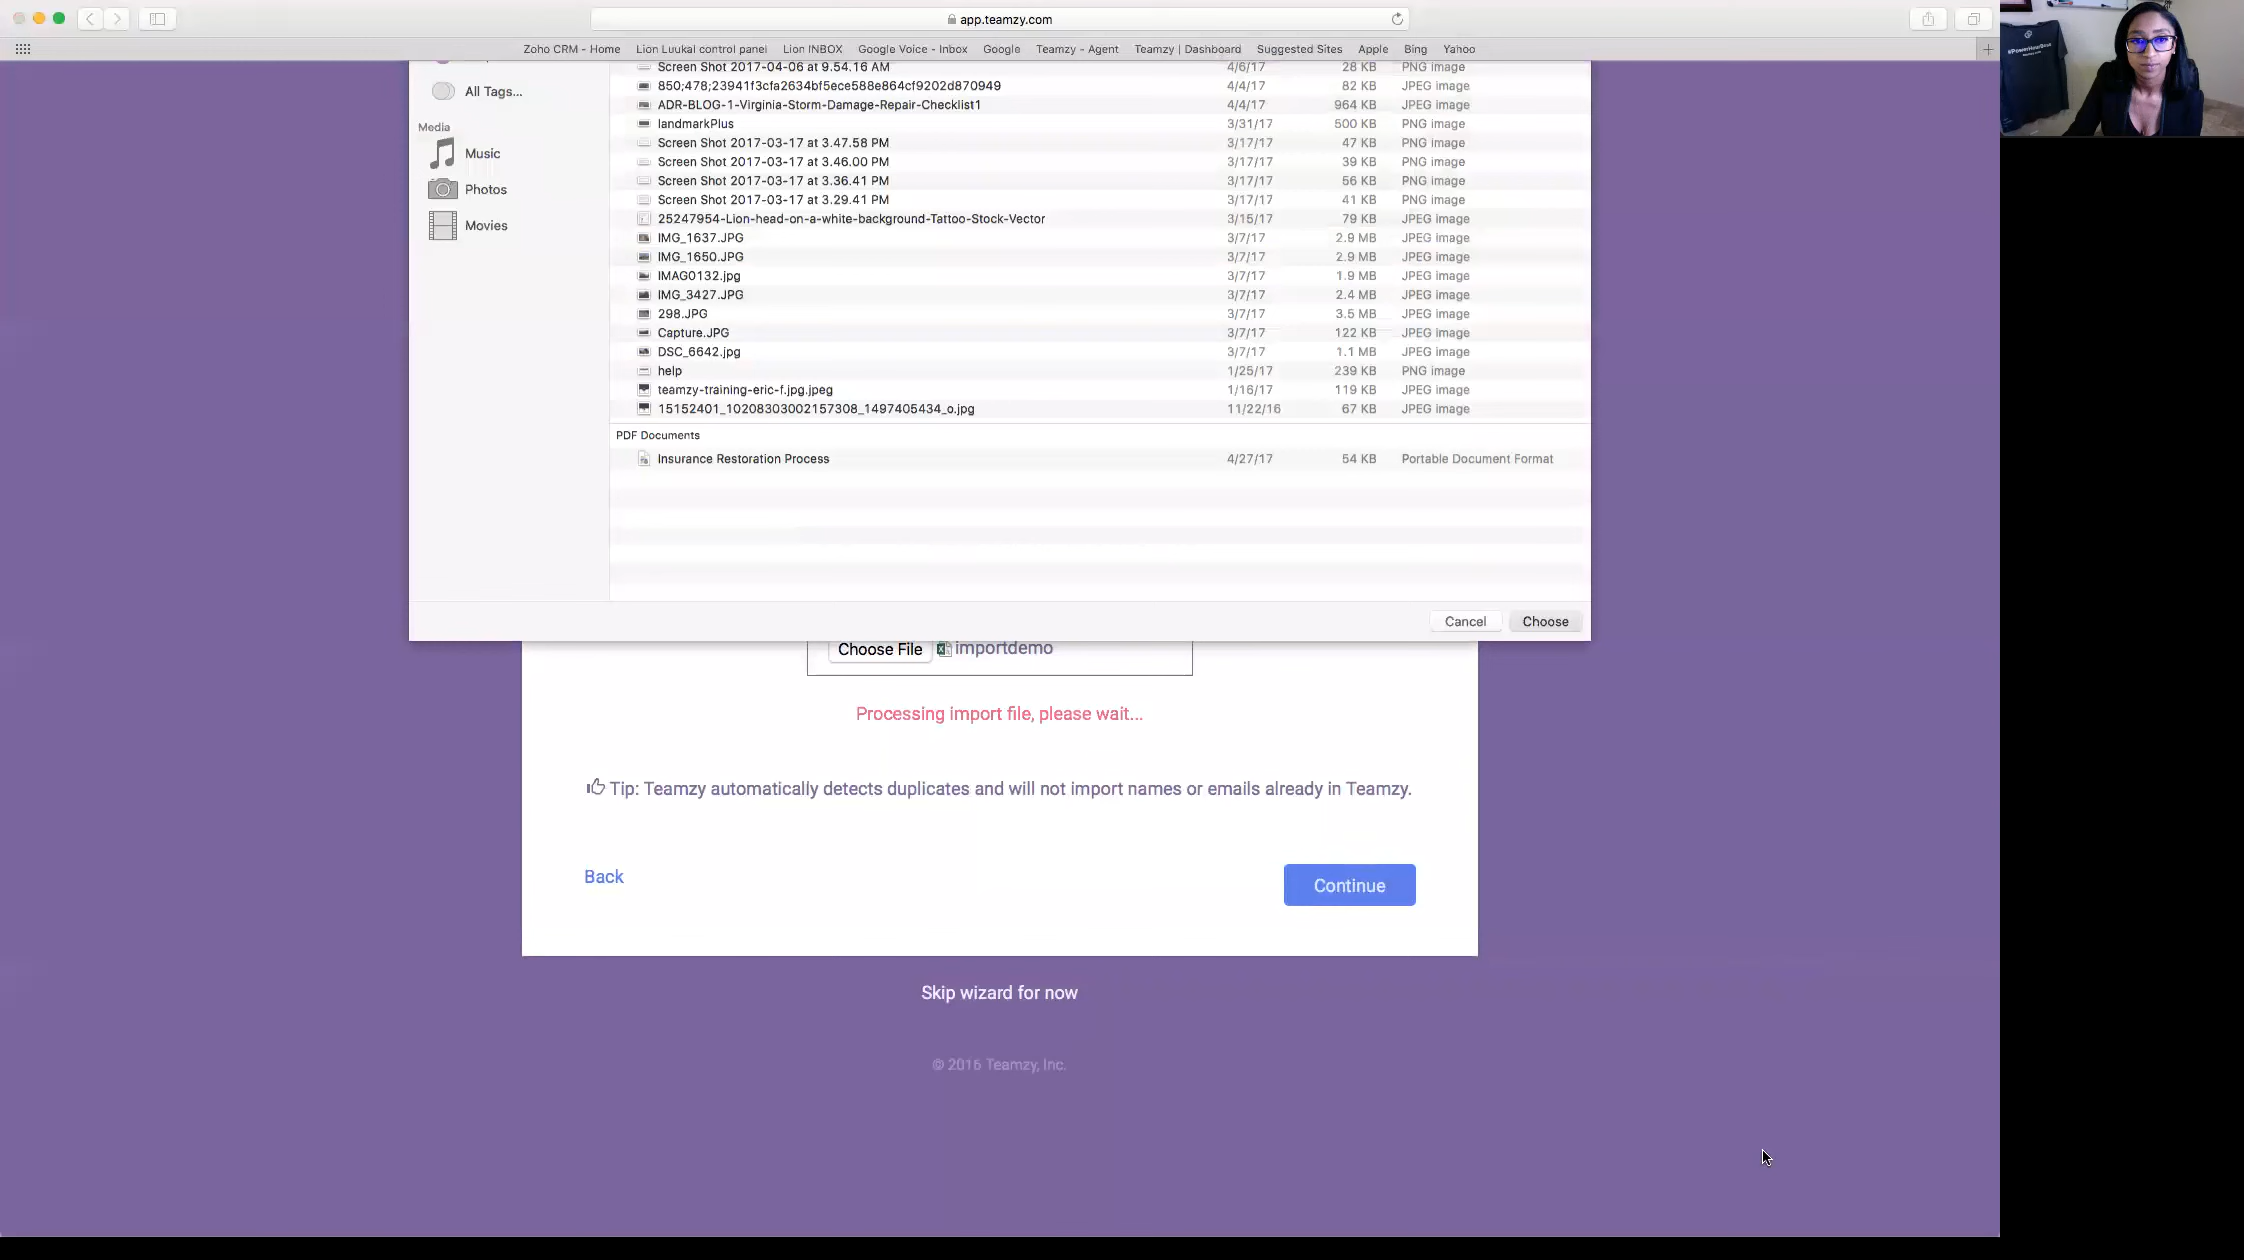 app.teamzy.com
Zoho CRM - Home Lion Luukai control panel Lion INBOX Google Voice - Inbox Google Teamzy - Agent Teamzy | Dashboard Suggested Sites Apple Bing Yahoo
Screen Shot 2017-04-06 at 9.54.16 AM 4/6/17 28 KB PNG image
All Tags...
850;478;23941f3cfa2634bf5ece588e864cf9202d870949 4/4/17 82 KB JPEG image
ADR-BLOG-1-Virginia-Storm-Damage-Repair-Checklist1 4/4/17 964 KB JPEG image
Media
landmarkPlus 3/31/17 500 KB PNG image
Screen Shot 2017-03-17 at 3.47.58 PM 3/17/17 47 KB PNG image
Music
Screen Shot 2017-03-17 at 3.46.00 PM 3/17/17 39 KB PNG image
Screen Shot 2017-03-17 at 3.36.41 PM 3/17/17 56 KB PNG image
Photos
Screen Shot 2017-03-17 at 3.29.41 PM 3/17/17 41 KB PNG image
25247954-Lion-head-on-a-white-background-Tattoo-Stock-Vector 3/15/17 79 KB JPEG image
Movies
IMG_1637.JPG 3/7/17 2.9 MB JPEG image
IMG_1650.JPG 3/7/17 2.9 MB JPEG image
IMAG0132.jpg 3/7/17 1.9 MB JPEG image
IMG_3427.JPG 3/7/17 2.4 MB JPEG image
298.JPG 3/7/17 3.5 MB JPEG image
Capture.JPG 3/7/17 122 KB JPEG image
DSC_6642.jpg 3/7/17 1.1 MB JPEG image
help 1/25/17 239 KB PNG image
teamzy-training-eric-f.jpg.jpeg 1/16/17 119 KB JPEG image
15152401_10208303002157308_1497405434_o.jpg 11/22/16 67 KB JPEG image
PDF Documents
Insurance Restoration Process 4/27/17 54 KB Portable Document Format
Cancel Choose
Choose File importdemo
Processing import file, please wait...
Tip: Teamzy automatically detects duplicates and will not import names or emails already in Teamzy.
Back Continue
Skip wizard for now
© 2016 Teamzy, Inc.